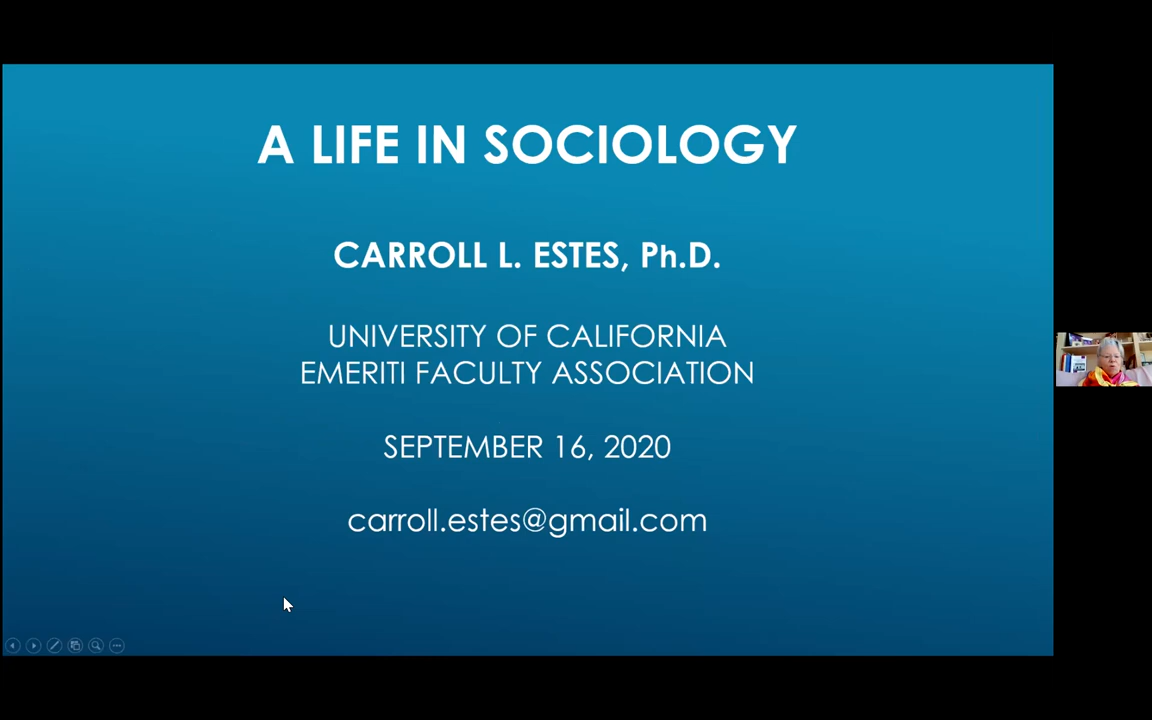 A LIFE IN SOCIOLOGY
CARROLL L. ESTES, Ph.D.
UNIVERSITY OF CALIFORNIA
EMERITI FACULTY ASSOCIATION
SEPTEMBER 16, 2020
carroll.estes@gmail.com